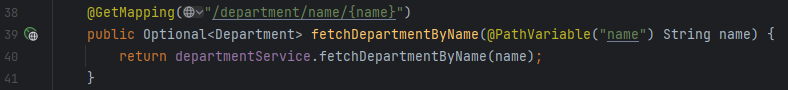 38 @GetMapping("/department/name/{name}")
39 public Optional<Department> fetchDepartmentByName(@PathVariable("name") String name) {
40 return departmentService.fetchDepartmentByName(name);
41 }